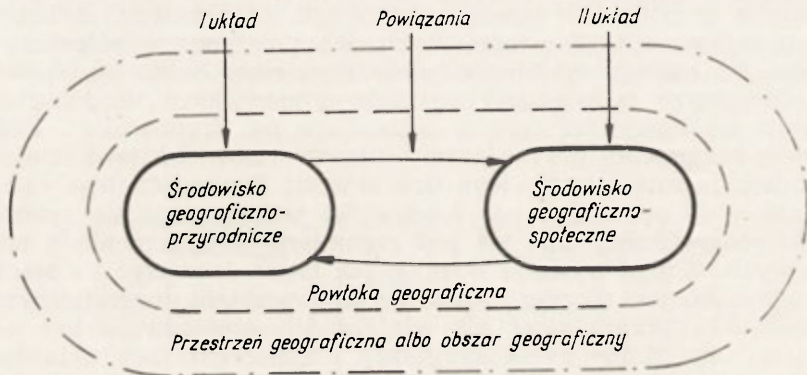 I układ
Powiązania
II układ
Środowisko
geograficzno-
przyrodnicze
Środowisko
geograficzno-
społeczne
Powłoka geograficzna
Przestrzeń geograficzna albo obszar geograficzny